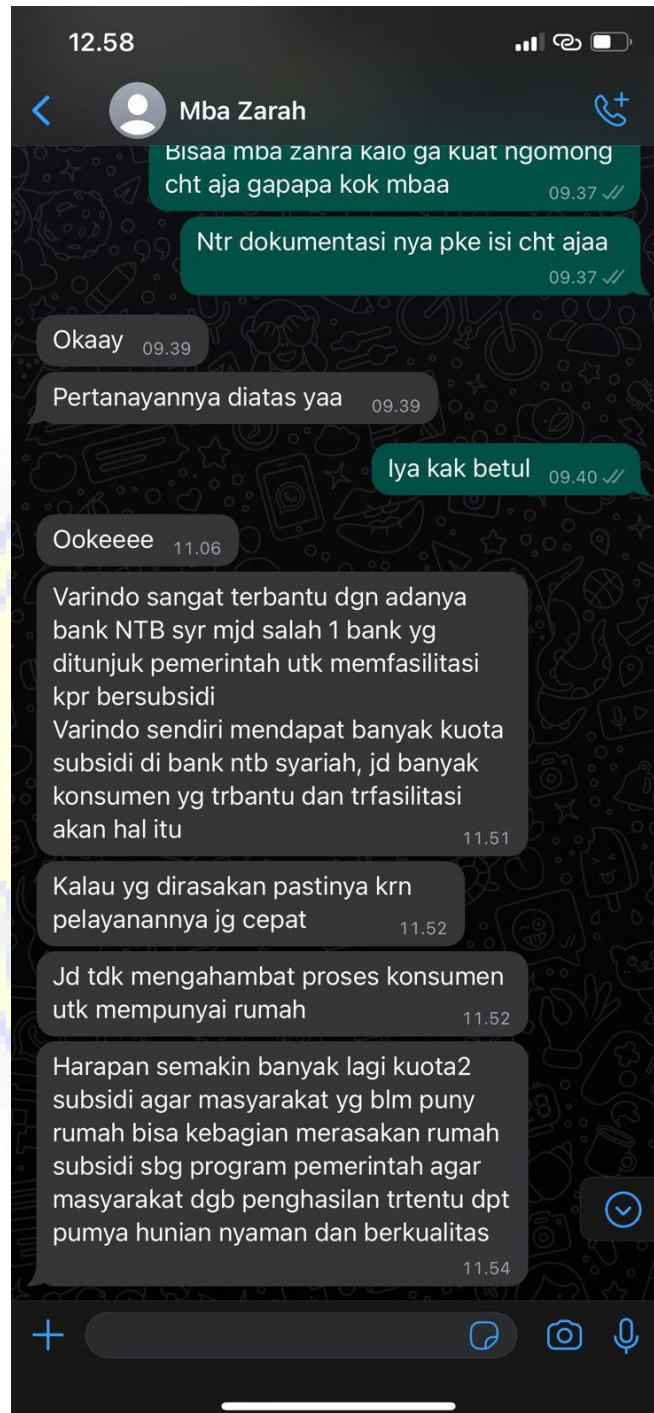 12.58
Mba Zarah
Bisaa mba zahra kalo ga kuat ngomong
cht aja gapapa kok mbaa 09.37
Ntr dokumentasi nya pke isi cht ajaa
09.37
Okaay 09.39
Pertanayannya diatas yaa 09.39
Iya kak betul 09.40
Ookeeee 11.06
Varindo sangat terbantu dgn adanya
bank NTB syr mjd salah 1 bank yg
ditunjuk pemerintah utk memfasilitasi
kpr bersubsidi
Varindo sendiri mendapat banyak kuota
subsidi di bank ntb syariah, jd banyak
konsumen yg trbantu dan trfasilitasi
akan hal itu 11.51
Kalau yg dirasakan pastinya krn
pelayanannya jg cepat 11.52
Jd tdk mengahambat proses konsumen
utk mempunyai rumah 11.52
Harapan semakin banyak lagi kuota2
subsidi agar masyarakat yg blm puny
rumah bisa kebagian merasakan rumah
subsidi sbg program pemerintah agar
masyarakat dgb penghasilan trtentu dpt
pumya hunian nyaman dan berkualitas
11.54